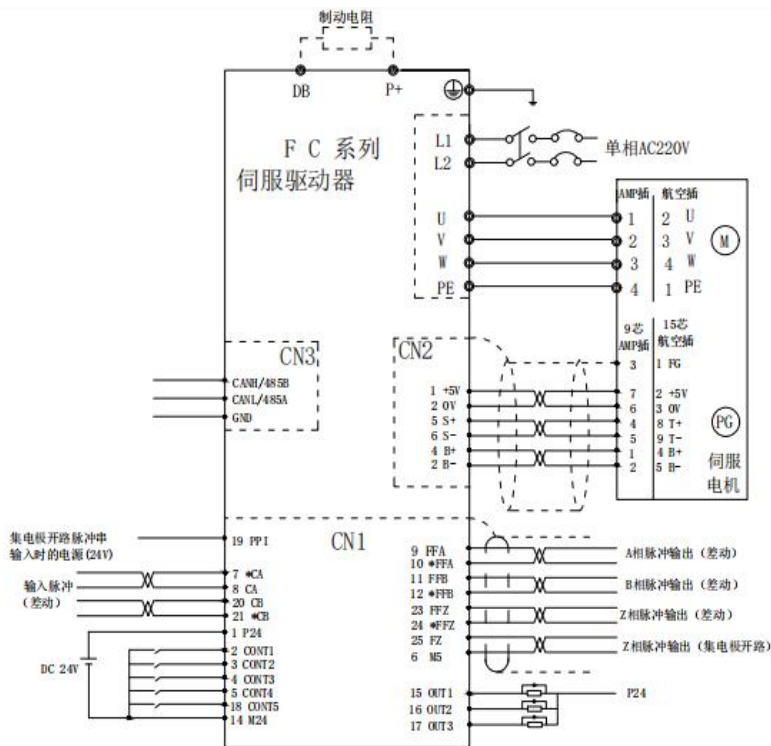 制动电阻
DB
P+
FC系列
伺服驱动器
L1
L2
单相AC220V
U
V
W
PE
AMP插 航空插
1 2 U
2 3 V
3 4 W
4 1 PE
M
9芯 15芯
AMP插 航空插
3 1 FG
7 2 +5V
6 3 0V
4 8 T+
5 9 T-
1 4 B+
2 5 B-
PG
伺服
电机
CN3
CANH/485B
CANL/485A
GND
CN2
1 +5V
2 0V
5 S+
6 S-
4 B+
2 B-
CN1
集电极开路脉冲串
输入时的电源(24V)
19 PPI
输入脉冲
(差动)
7 *CA
8 CA
20 CB
21 *CB
1 P24
DC 24V
2 CONT1
3 CONT2
4 CONT3
5 CONT4
18 CONT5
14 M24
9 FFA
10 *FFA
A相脉冲输出(差动)
11 FFB
12 *FFB
B相脉冲输出(差动)
23 FFZ
24 *FFZ
Z相脉冲输出(差动)
25 FZ
6 M5
Z相脉冲输出(集电极开路)
15 OUT1
16 OUT2
17 OUT3
P24